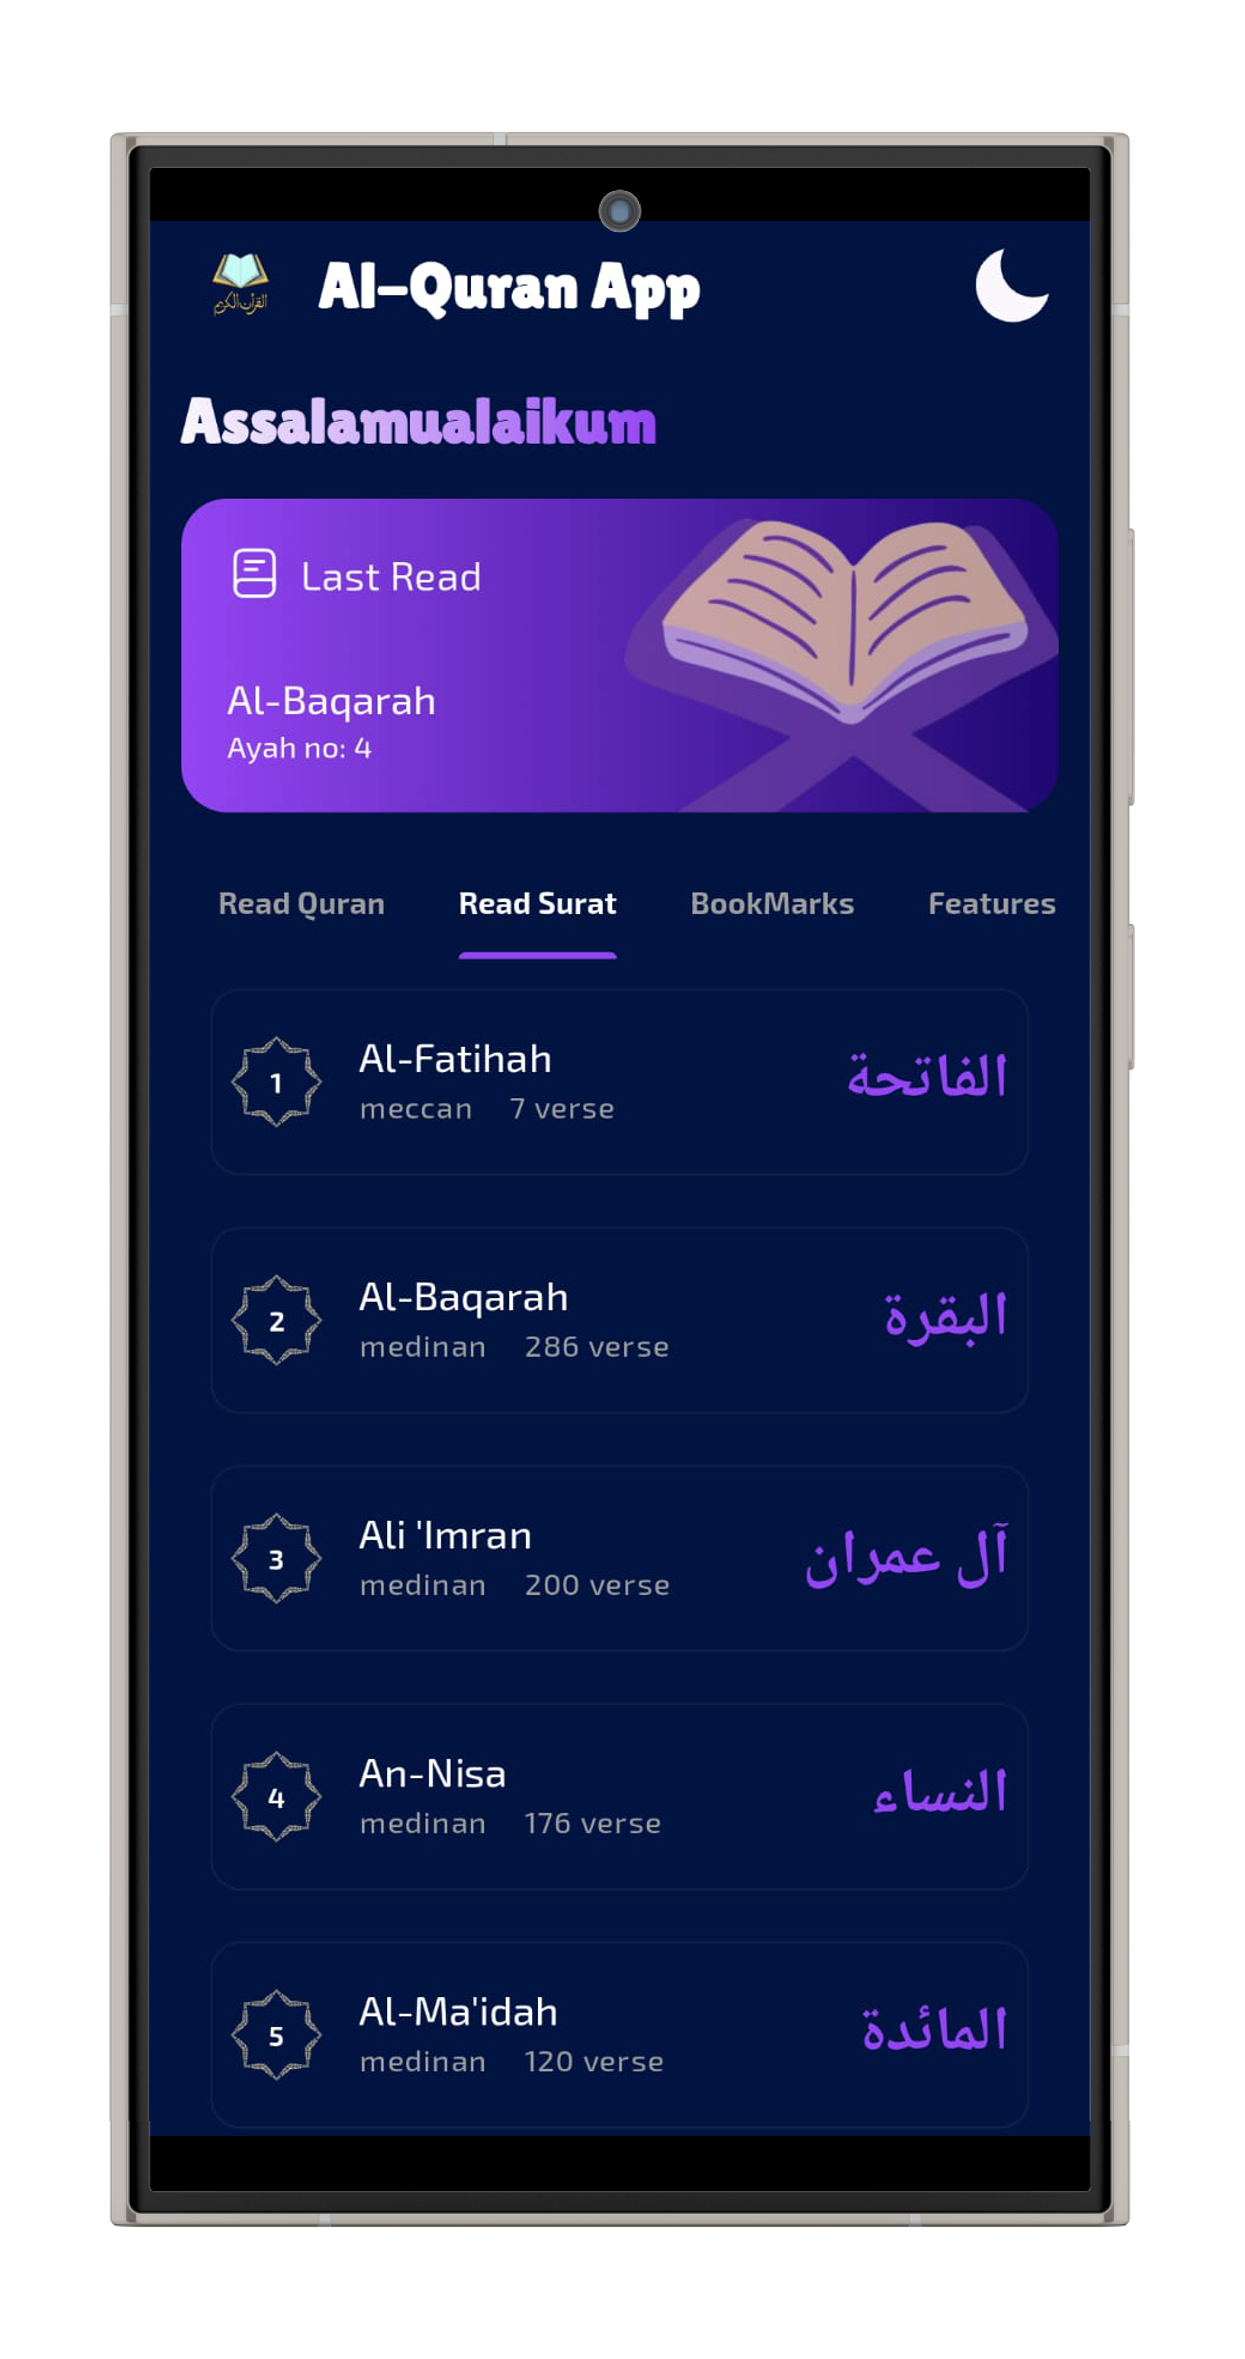 القرآن الكريم
Al-Quran App
Assalamualaikum
Last Read
Al-Baqarah
Ayah no: 4
Read Quran Read Surat BookMarks Features
1 Al-Fatihah الفاتحة
meccan 7 verse
2 Al-Baqarah البقرة
medinan 286 verse
3 Ali 'Imran آل عمران
medinan 200 verse
4 An-Nisa النساء
medinan 176 verse
5 Al-Ma'idah المائدة
medinan 120 verse